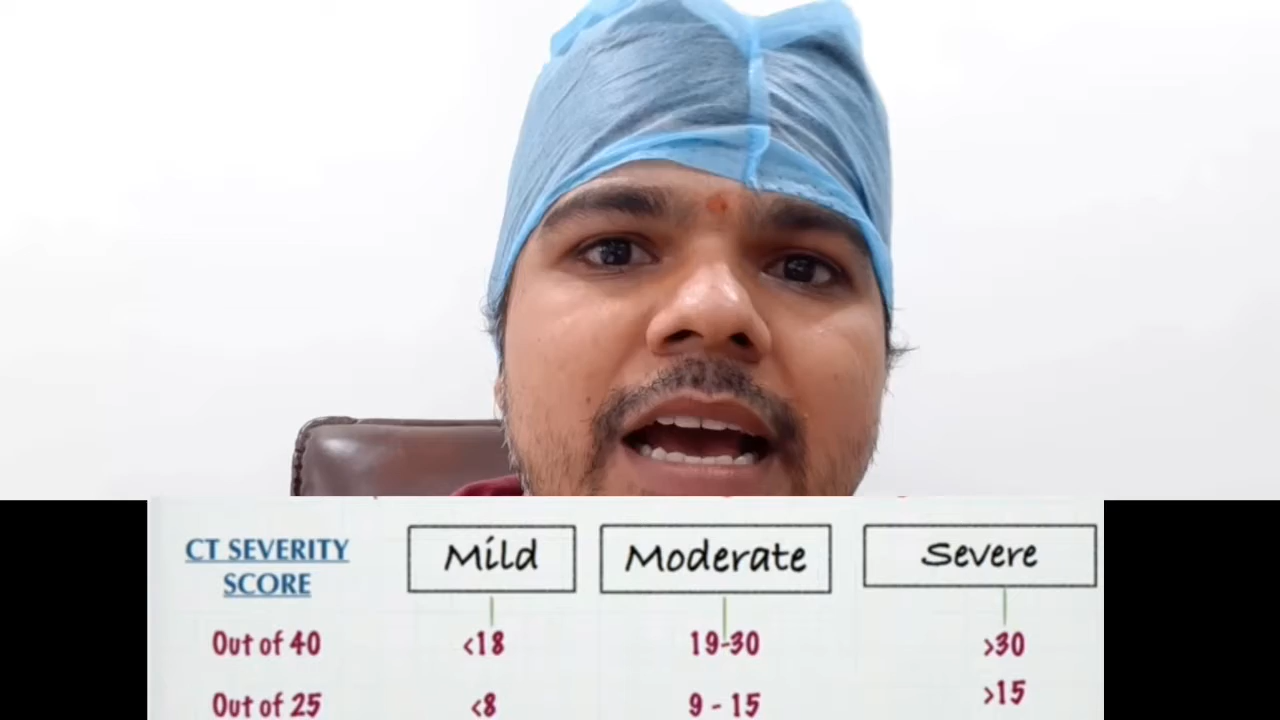 CT SEVERITY SCORE Mild Moderate Severe
Out of 40 <18 19-30 >30
Out of 25 <8 9 - 15 >15